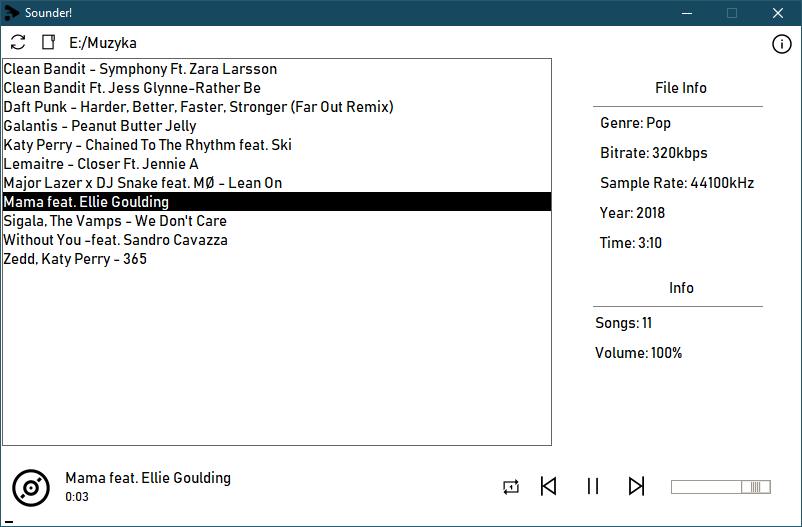 Sounder!
E:/Muzyka
Clean Bandit - Symphony Ft. Zara Larsson
Clean Bandit Ft. Jess Glynne-Rather Be
Daft Punk - Harder, Better, Faster, Stronger (Far Out Remix)
Galantis - Peanut Butter Jelly
Katy Perry - Chained To The Rhythm feat. Ski
Lemaitre - Closer Ft. Jennie A
Major Lazer x DJ Snake feat. MØ - Lean On
Mama feat. Ellie Goulding
Sigala, The Vamps - We Don't Care
Without You -feat. Sandro Cavazza
Zedd, Katy Perry - 365
File Info
Genre: Pop
Bitrate: 320kbps
Sample Rate: 44100kHz
Year: 2018
Time: 3:10
Info
Songs: 11
Volume: 100%
Mama feat. Ellie Goulding
0:03
1